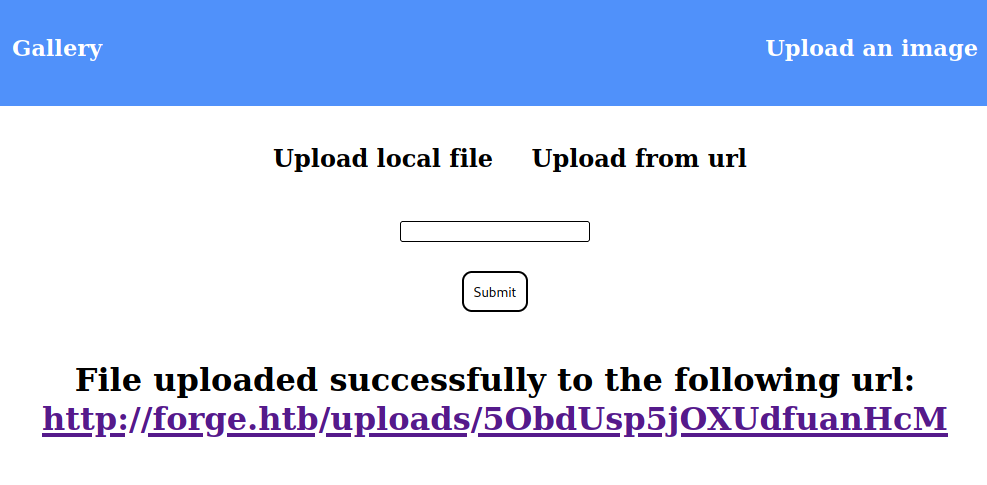 Gallery
Upload an image
Upload local file
Upload from url
Submit
File uploaded successfully to the following url:
http://forge.htb/uploads/5ObdUsp5jOXUdfuanHcM